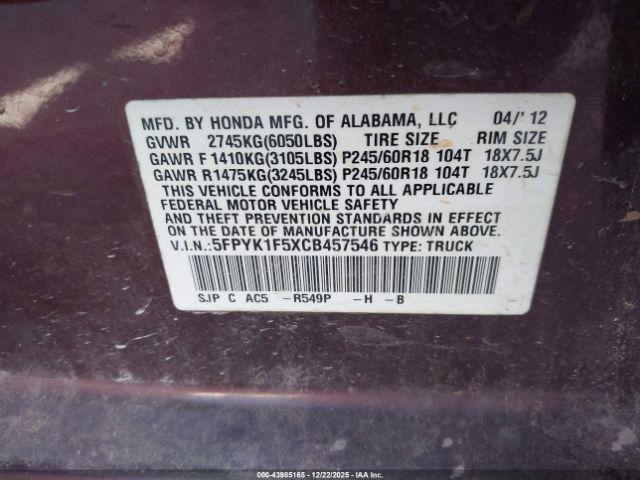 MFD. BY HONDA MFG. OF ALABAMA, LLC 04/'12
GVWR 2745KG(6050LBS) TIRE SIZE RIM SIZE
GAWR F 1410KG(3105LBS) P245/60R18 104T 18X7.5J
GAWR R1475KG(3245LBS) P245/60R18 104T 18X7.5J
THIS VEHICLE CONFORMS TO ALL APPLICABLE
FEDERAL MOTOR VEHICLE SAFETY
AND THEFT PREVENTION STANDARDS IN EFFECT
ON THE DATE OF MANUFACTURE SHOWN ABOVE.
V.I.N.: 5FPYK1F5XCB457546 TYPE: TRUCK
SJP C AC5 -R549P -H -B
000-43985165 - 12/22/2025 - IAA Inc.